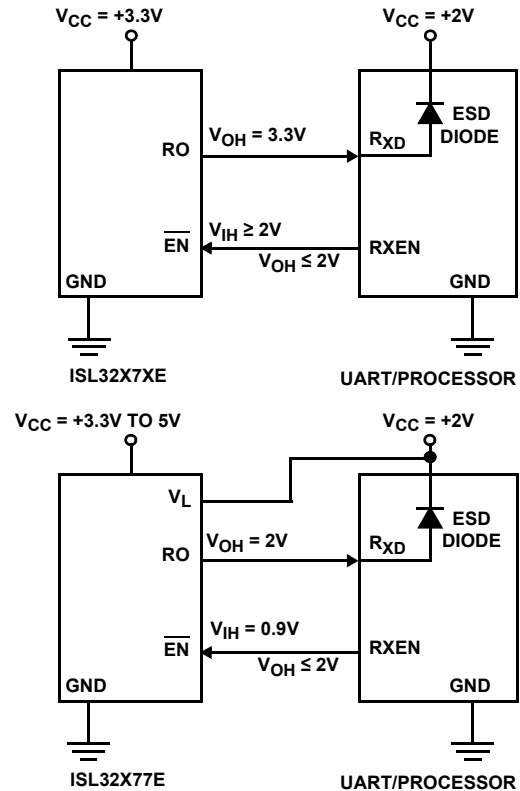 VCC = +3.3V
VCC = +2V
ESD
DIODE
RO
VOH = 3.3V
RXD
EN
VIH ≥ 2V
VOH ≤ 2V
RXEN
GND
GND
ISL32X7XE
UART/PROCESSOR
VCC = +3.3V TO 5V
VCC = +2V
VL
ESD
DIODE
RO
VOH = 2V
RXD
EN
VIH = 0.9V
VOH ≤ 2V
RXEN
GND
GND
ISL32X77E
UART/PROCESSOR